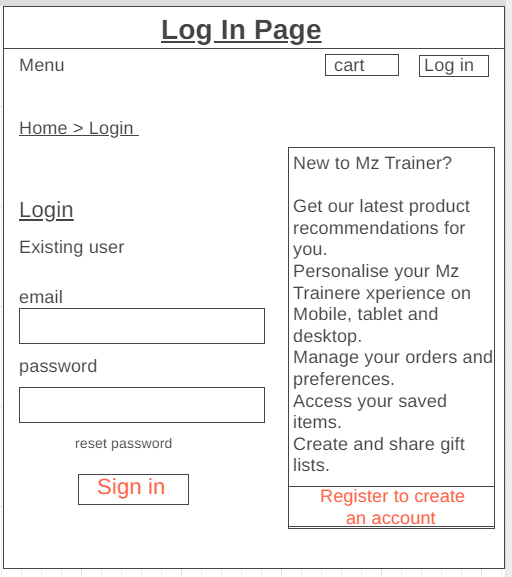 Log In Page
Menu
cart
Log in
Home > Login
Login
Existing user
email
password
reset password
Sign in
New to Mz Trainer?
Get our latest product
recommendations for
you.
Personalise your Mz
Trainere xperience on
Mobile, tablet and
desktop.
Manage your orders and
preferences.
Access your saved
items.
Create and share gift
lists.
Register to create
an account